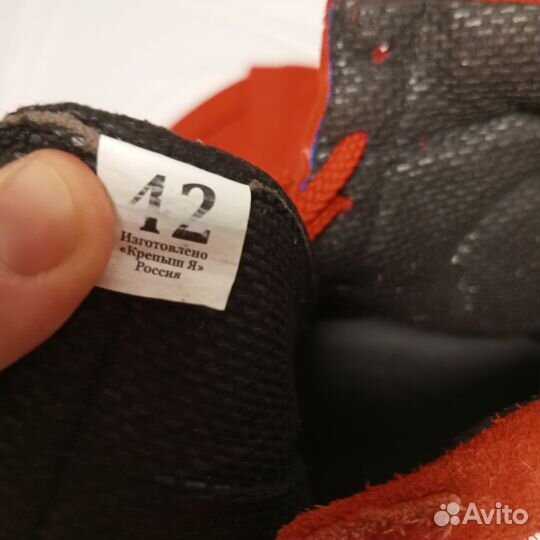 42
Изготовлено
«Крепыш Я»
Россия
Avito